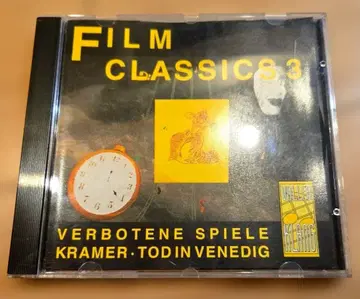 FILM
CLASSICS 3
VERBOTENE SPIELE
KRAMER · TOD IN VENEDIG